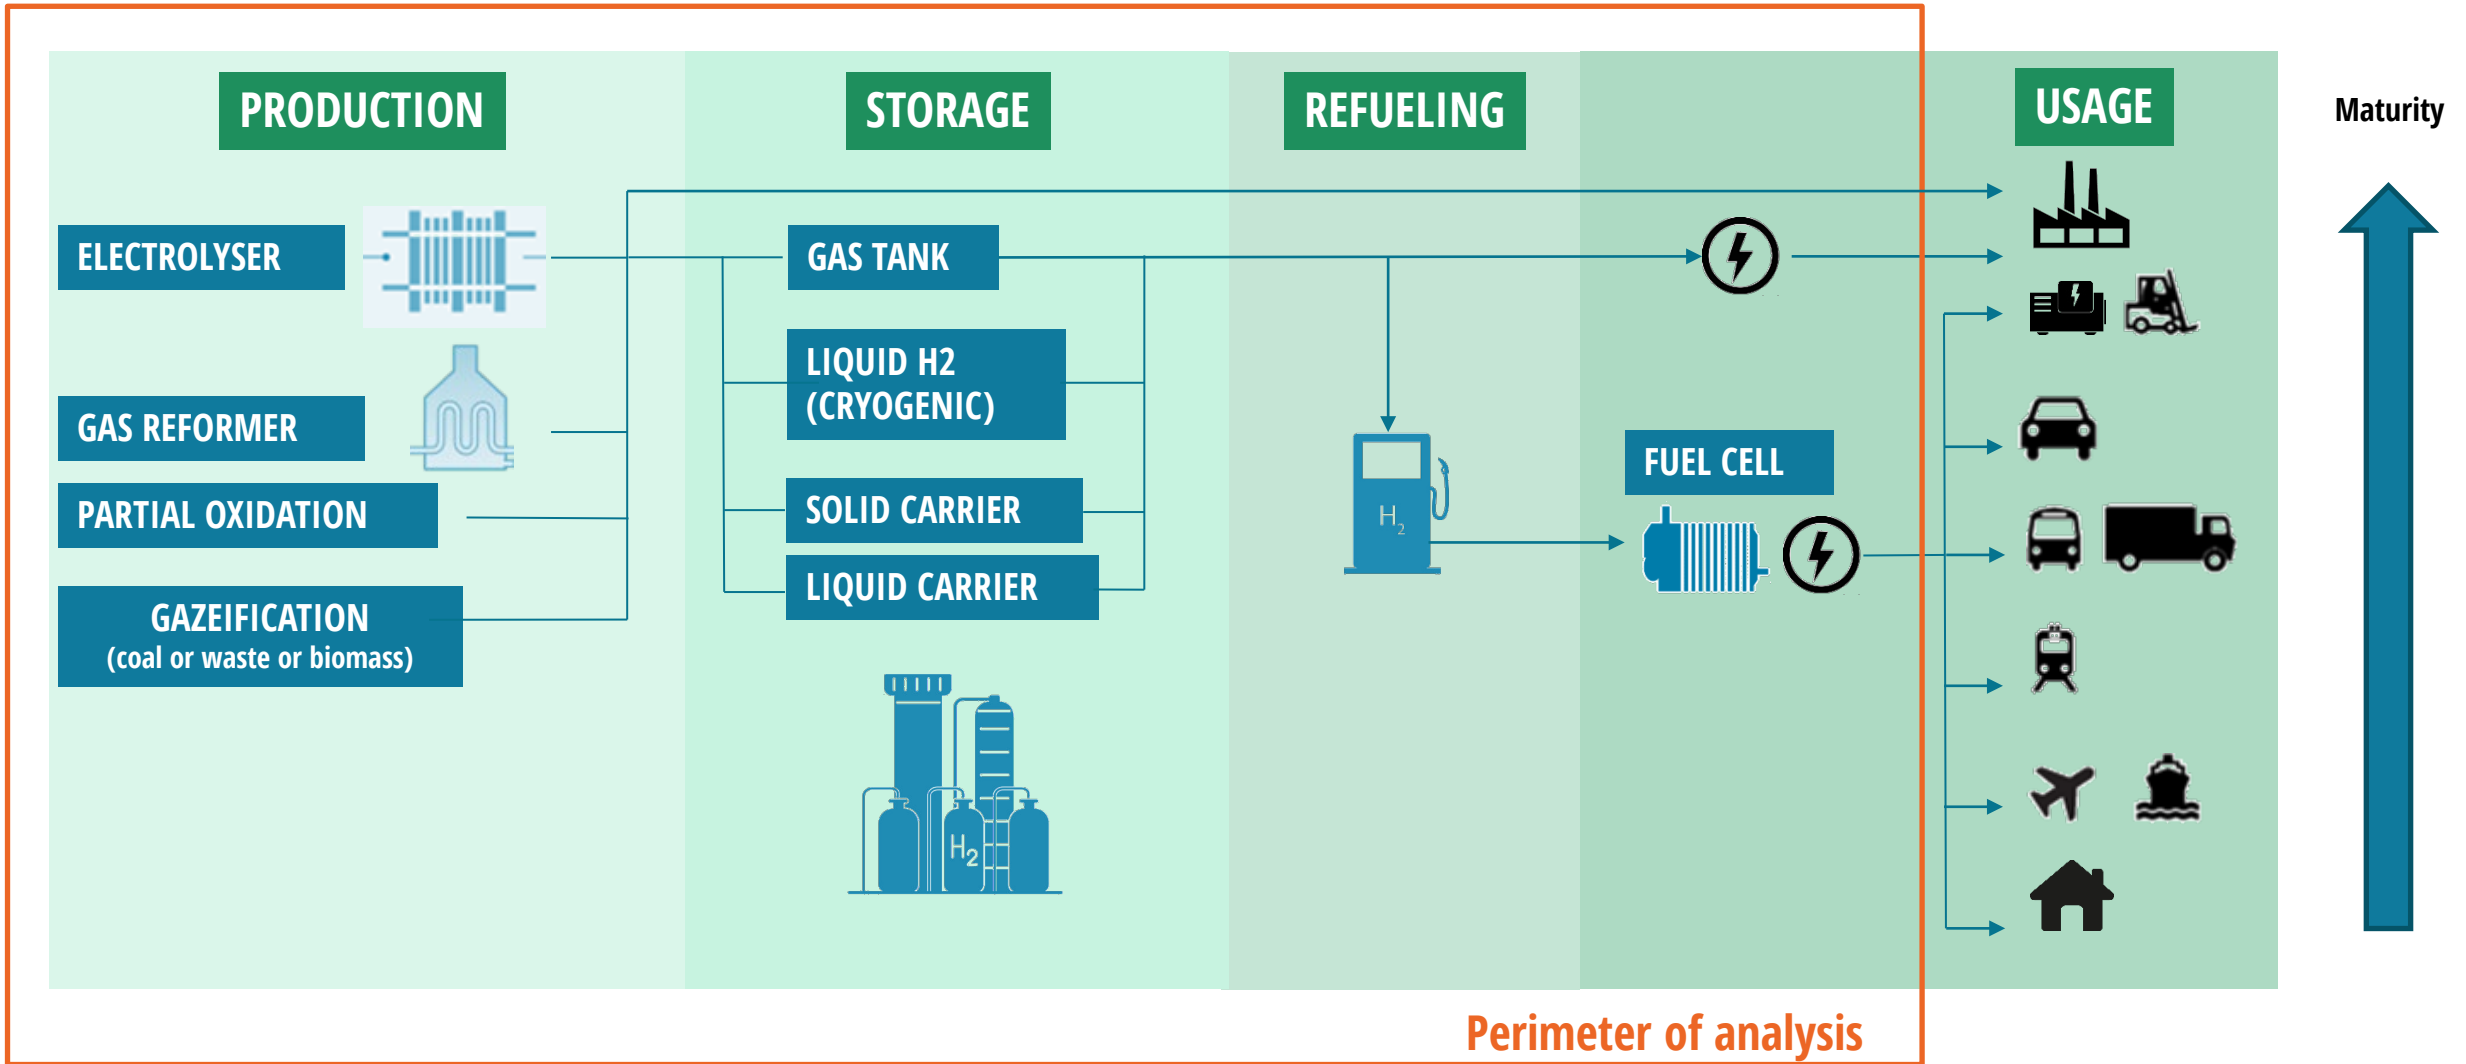 PRODUCTION
STORAGE
REFUELING
USAGE
Maturity
ELECTROLYSER
GAS REFORMER
PARTIAL OXIDATION
GAZEIFICATION
(coal or waste or biomass)
GAS TANK
LIQUID H2
(CRYOGENIC)
SOLID CARRIER
LIQUID CARRIER
H2
H2
FUEL CELL
Perimeter of analysis